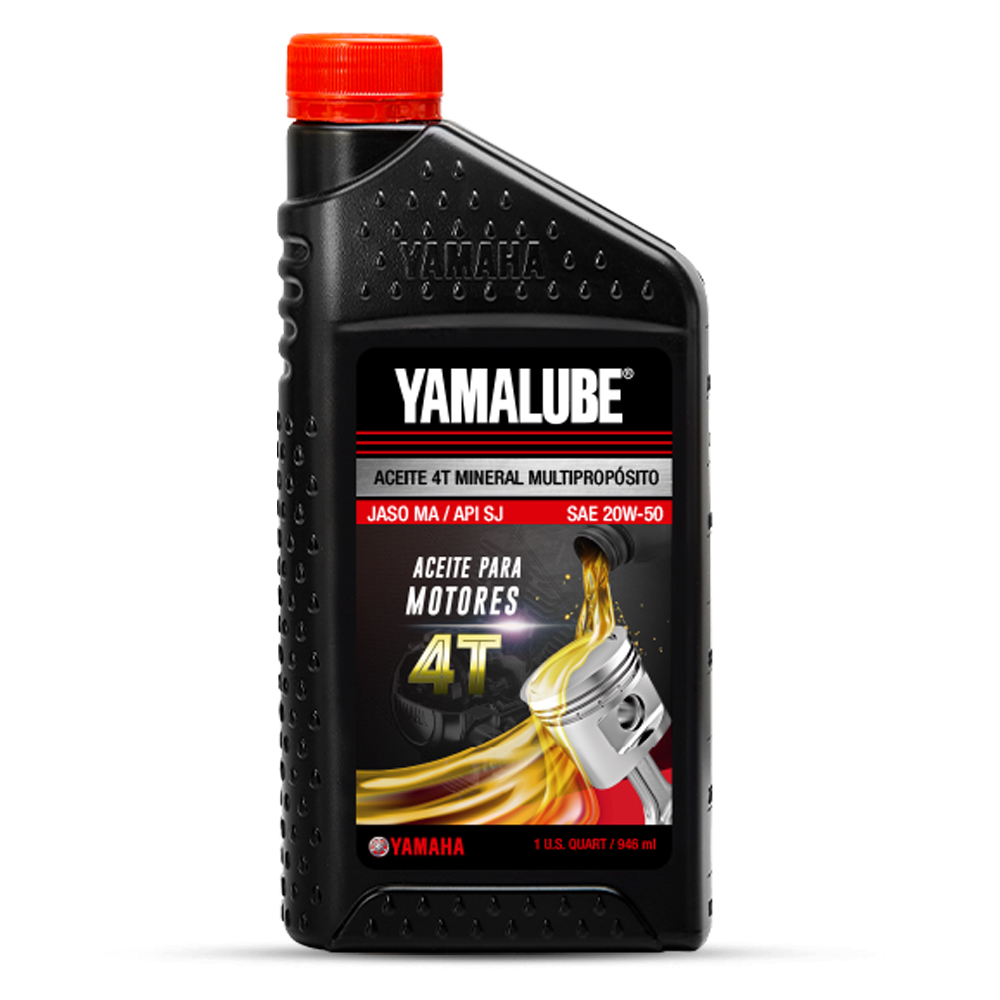 YAMAHA
YAMALUBE®
ACEITE 4T MINERAL MULTIPROPÓSITO
JASO MA / API SJ SAE 20W-50
ACEITE PARA
MOTORES
4T
YAMAHA 1 U.S. QUART / 946 ml